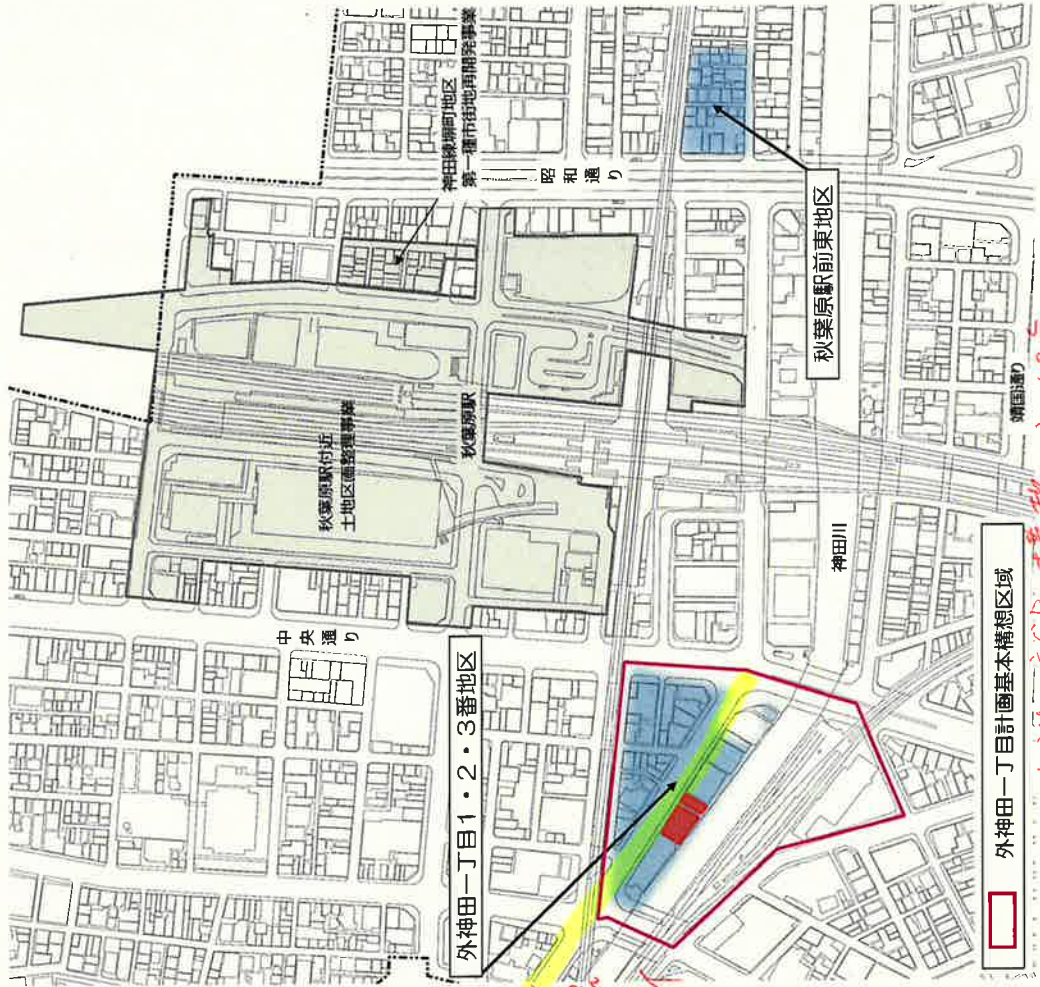 神田練塀町地区
第一種市街地再開発事業
昭和通り
秋葉原駅付近
土地区画整理事業
秋葉原駅
秋葉原駅前東地区
中央通り
外神田一丁目1・2・3番地区
神田川
靖国通り
外神田一丁目計画基本構想区域